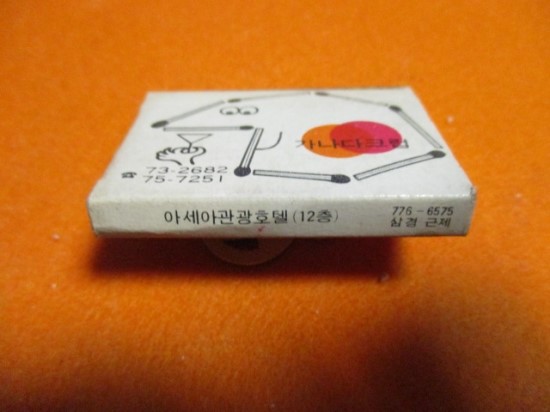 가나다크럽
☎ 73-2682
75-7251
아세아관광호텔(12층)
776-6575
삼경 근제